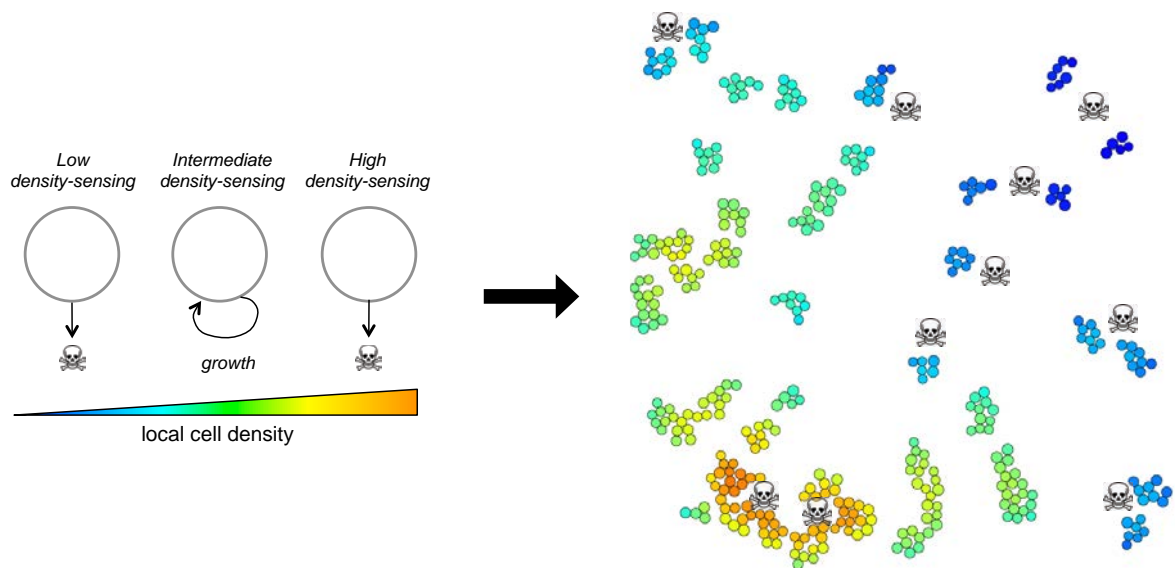 Low
density-sensing
Intermediate
density-sensing
High
density-sensing
growth
local cell density